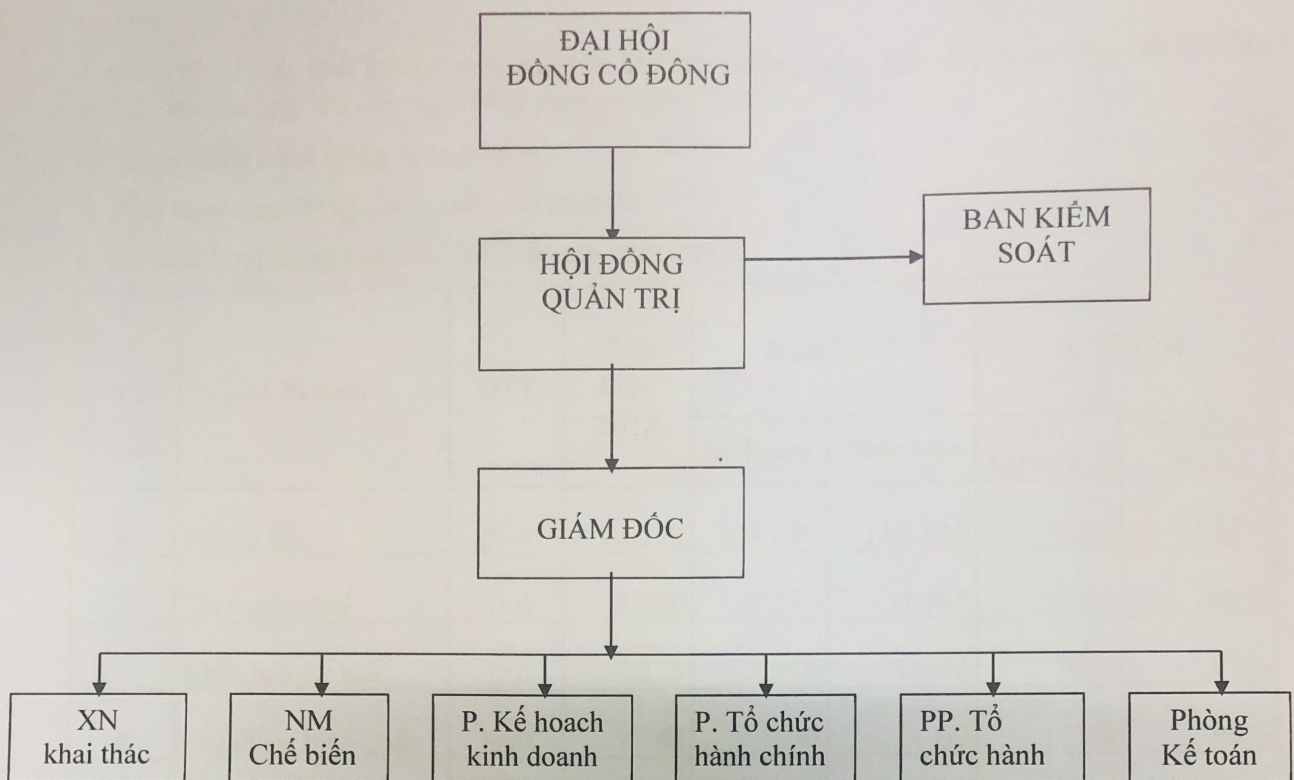 ĐẠI HỘI
ĐỒNG CỔ ĐÔNG
BAN KIỂM
SOÁT
HỘI ĐỒNG
QUẢN TRỊ
GIÁM ĐỐC
XN
khai thác
NM
Chế biến
P. Kế hoach
kinh doanh
P. Tổ chức
hành chính
PP. Tổ
chức hành
Phòng
Kế toán